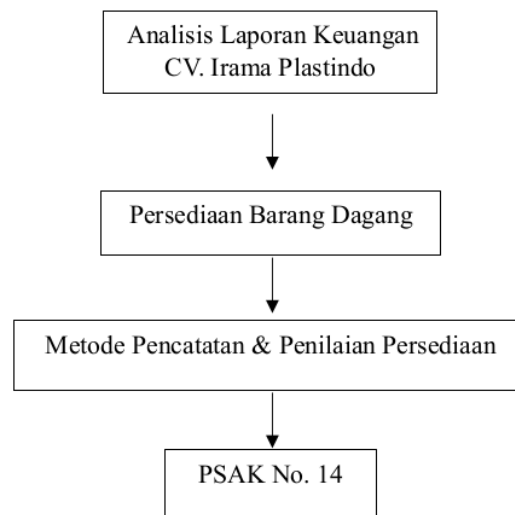 Analisis Laporan Keuangan
CV. Irama Plastindo
Persediaan Barang Dagang
Metode Pencatatan & Penilaian Persediaan
PSAK No. 14